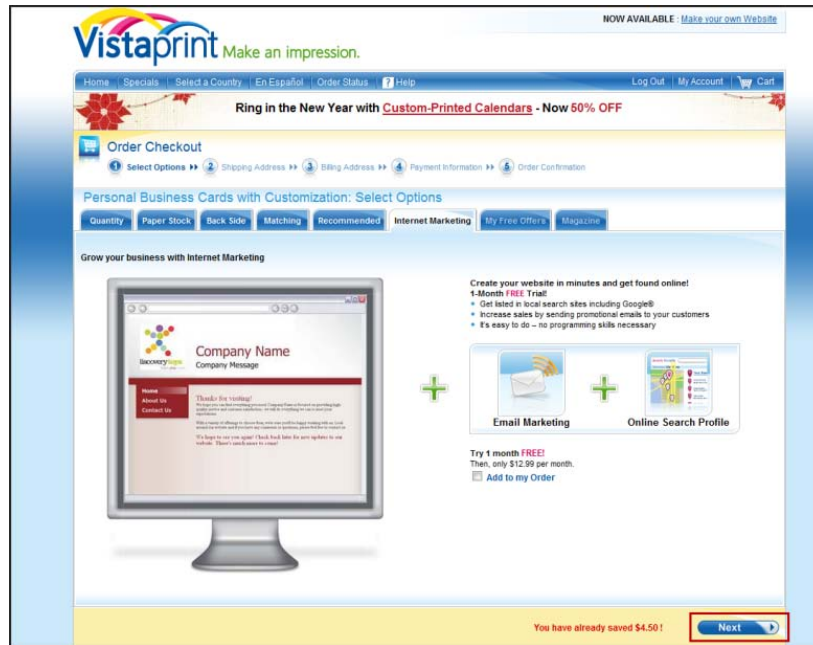 NOW AVAILABLE : Make your own Website
Vistaprint Make an impression.
Home Specials Select a Country En Español Order Status ? Help Log Out My Account Cart
Ring in the New Year with Custom-Printed Calendars - Now 50% OFF
Order Checkout
1 Select Options 2 Shipping Address 3 Billing Address 4 Payment Information 5 Order Confirmation
Personal Business Cards with Customization: Select Options
Quantity Paper Stock Back Side Matching Recommended Internet Marketing My Free Offers Magazine
Grow your business with Internet Marketing
Create your website in minutes and get found online!
1-Month FREE Trial!
Get listed in local search sites including Google®
Increase sales by sending promotional emails to your customers
It's easy to do – no programming skills necessary
Company Name
Company Message
Home
About Us
Contact Us
Thanks for visiting!
Email Marketing
Online Search Profile
Try 1 month FREE!
Then, only $12.99 per month.
Add to my Order
You have already saved $4.50 !
Next